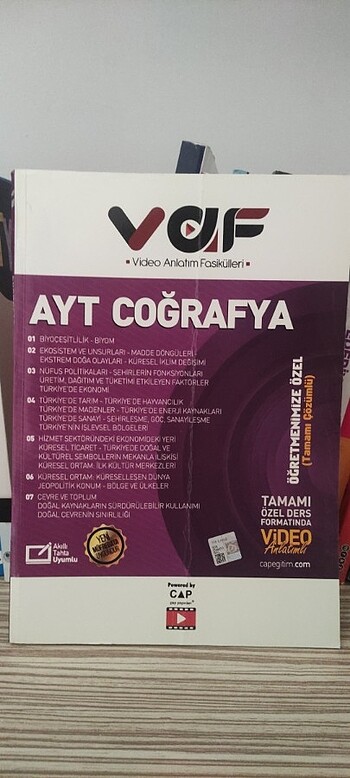 VAF
Video Anlatım Fasikülleri
AYT COĞRAFYA
01 BİYOÇEŞİTLİLİK - BİYOM
02 EKOSİSTEM VE UNSURLARI - MADDE DÖNGÜLERİ
EKSTREM DOĞA OLAYLARI - KÜRESEL İKLİM DEĞİŞİMİ
03 NÜFUS POLİTİKALARI - ŞEHİRLERİN FONKSİYONLARI
ÜRETİM, DAĞITIM VE TÜKETİMİ ETKİLEYEN FAKTÖRLER
TÜRKİYE'DE EKONOMİ
04 TÜRKİYE'DE TARIM - TÜRKİYE'DE HAYVANCILIK
TÜRKİYE'DE MADENLER - TÜRKİYE'DE ENERJİ KAYNAKLARI
TÜRKİYE'DE SANAYİ - ŞEHİRLEŞME, GÖÇ, SANAYİLEŞME
TÜRKİYE'NİN İŞLEVSEL BÖLGELERİ
05 HİZMET SEKTÖRÜNDEKİ EKONOMİDEKİ YERİ
KÜRESEL TİCARET - TÜRKİYE'DE DOĞAL VE
KÜLTÜREL SEMBOLLERİN MEKANLA İLİŞKİSİ
KÜRESEL ORTAM: İLK KÜLTÜR MERKEZLERİ
06 KÜRESEL ORTAM: KÜRESELLEŞEN DÜNYA
JEOPOLİTİK KONUM - BÖLGE VE ÜLKELER
07 ÇEVRE VE TOPLUM
DOĞAL KAYNAKLARIN SÜRDÜRÜLEBİLİR KULLANIMI
DOĞAL ÇEVRENİN SINIRLILIĞI
ÖĞRETMENİMİZE ÖZEL
(Tamamı Çözümlü)
TAMAMI
ÖZEL DERS
FORMATINDA
VİDEO
Anlatımlı
capegitim.com
Akıllı
Tahta
Uyumlu
YENİ
Powered by
CAP